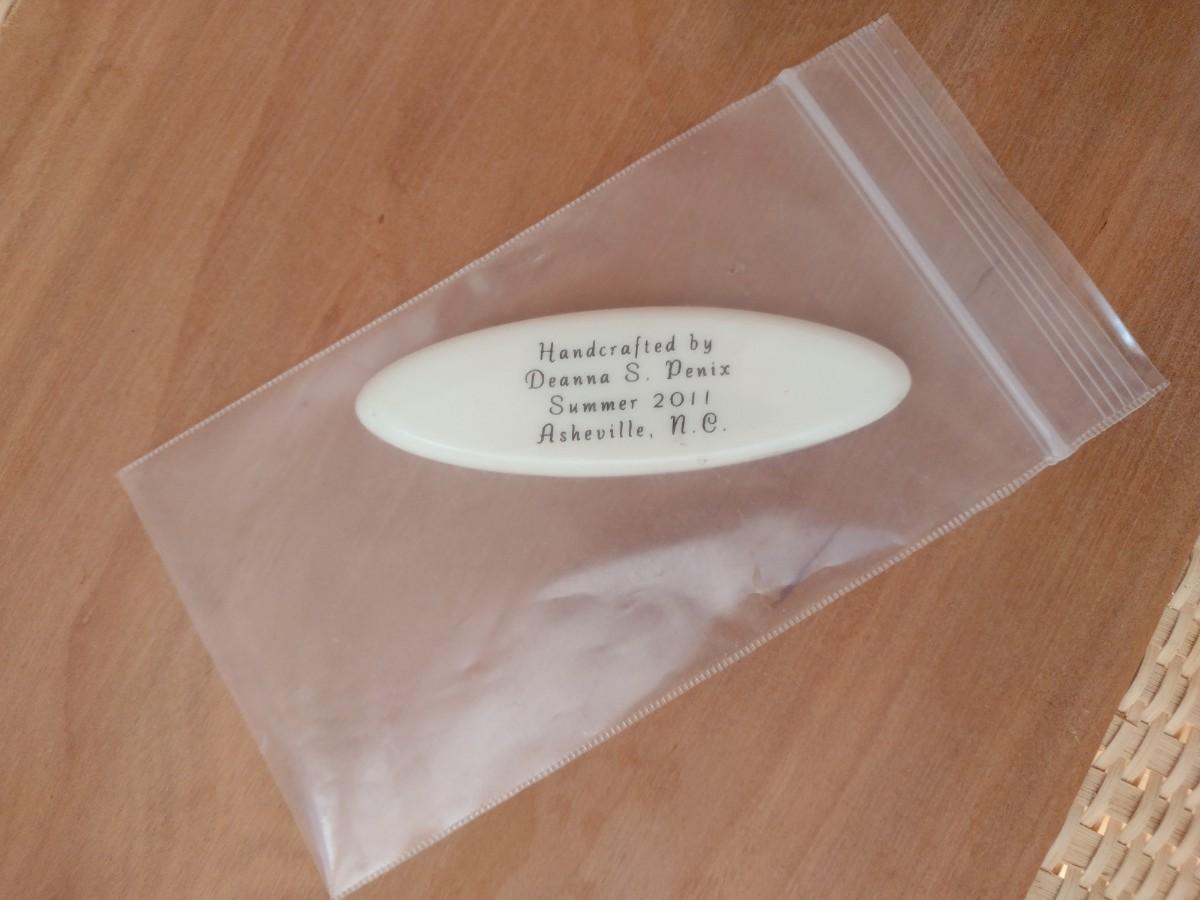 Handcrafted by
Deanna S. Penix
Summer 2011
Asheville, N.C.